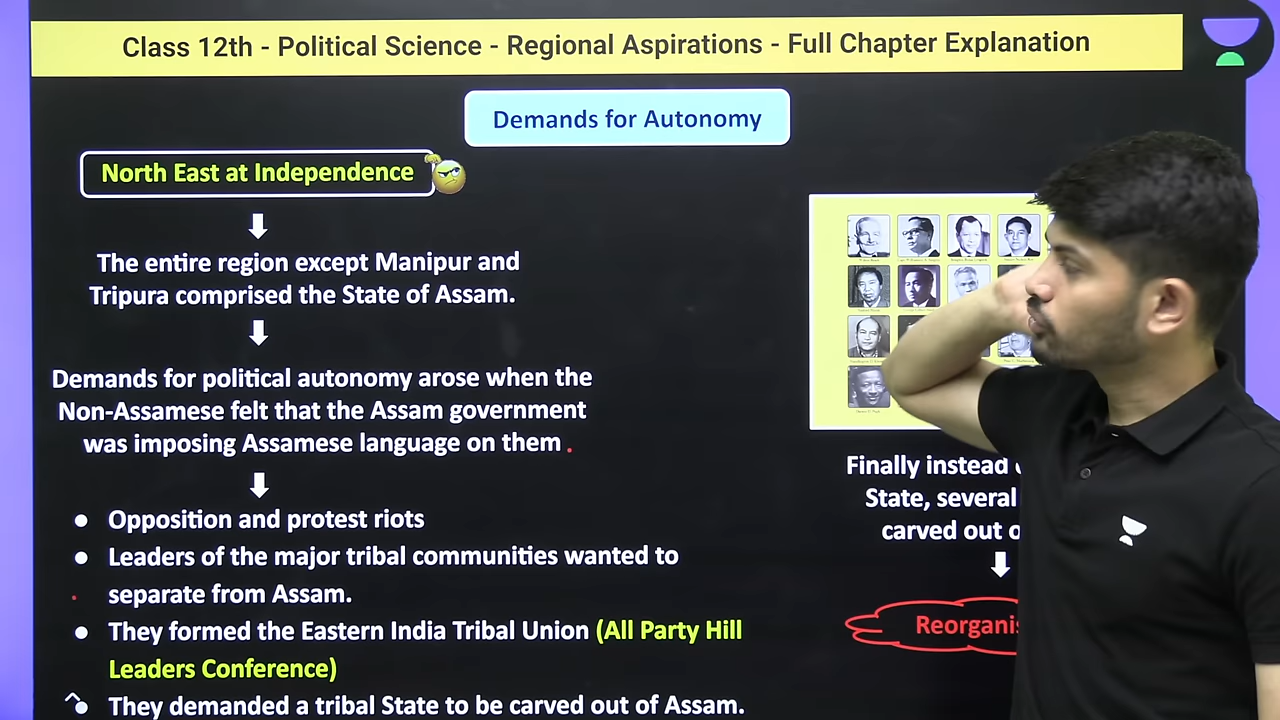 Class 12th - Political Science - Regional Aspirations - Full Chapter Explanation
Demands for Autonomy
North East at Independence
The entire region except Manipur and
Tripura comprised the State of Assam.
Demands for political autonomy arose when the
Non-Assamese felt that the Assam government
was imposing Assamese language on them.
● Opposition and protest riots
● Leaders of the major tribal communities wanted to
separate from Assam.
● They formed the Eastern India Tribal Union (All Party Hill
Leaders Conference)
● They demanded a tribal State to be carved out of Assam.
Finally instead
State, several
carved out